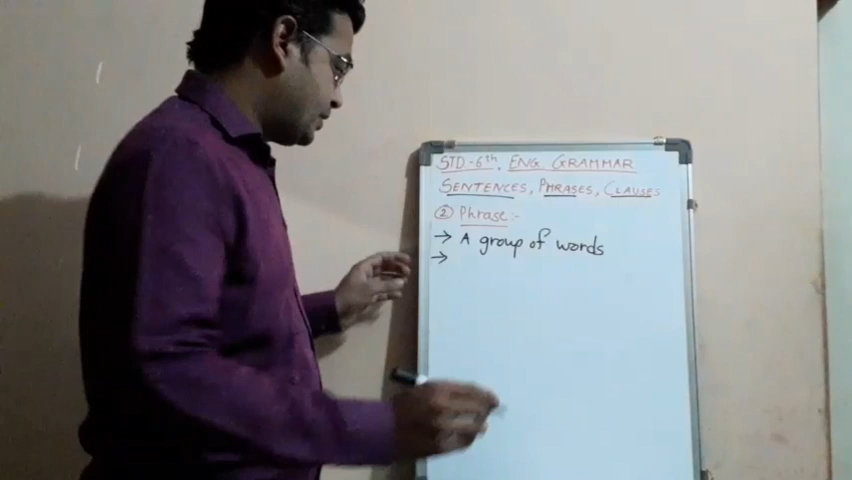 STD.-6th, ENG. GRAMMAR
SENTENCES, PHRASES, CLAUSES
② Phrase:-
→ A group of words
→